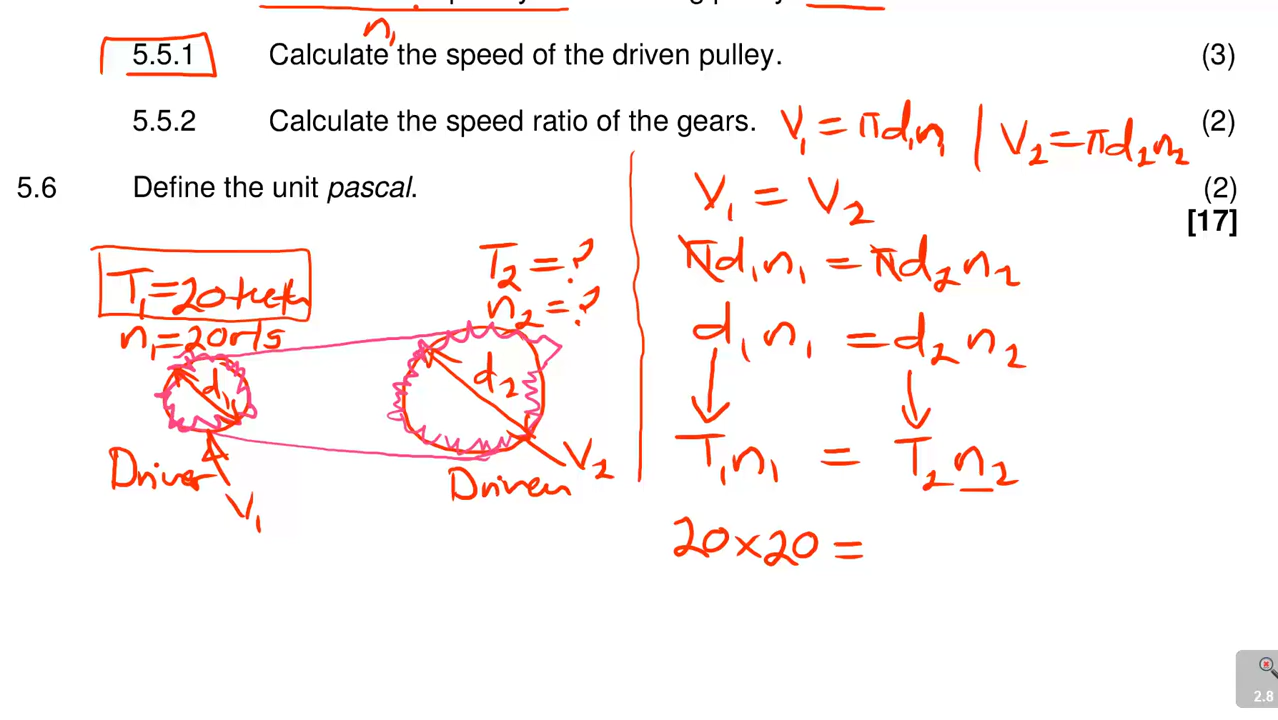 n₁
5.5.1 Calculate the speed of the driven pulley. (3)
5.5.2 Calculate the speed ratio of the gears. (2)
V₁ = πd₁n₁ | V₂ = πd₂n₂
5.6 Define the unit pascal. (2)
[17]
V₁ = V₂
πd₁n₁ = πd₂n₂
d₁n₁ = d₂n₂
T₁n₁ = T₂n₂
20×20 =
T₁=20teeth
n₁=20r/s
T₂=?
n₂=?
d₁
d₂
Driver
V₁
Driven
V₂
2.8